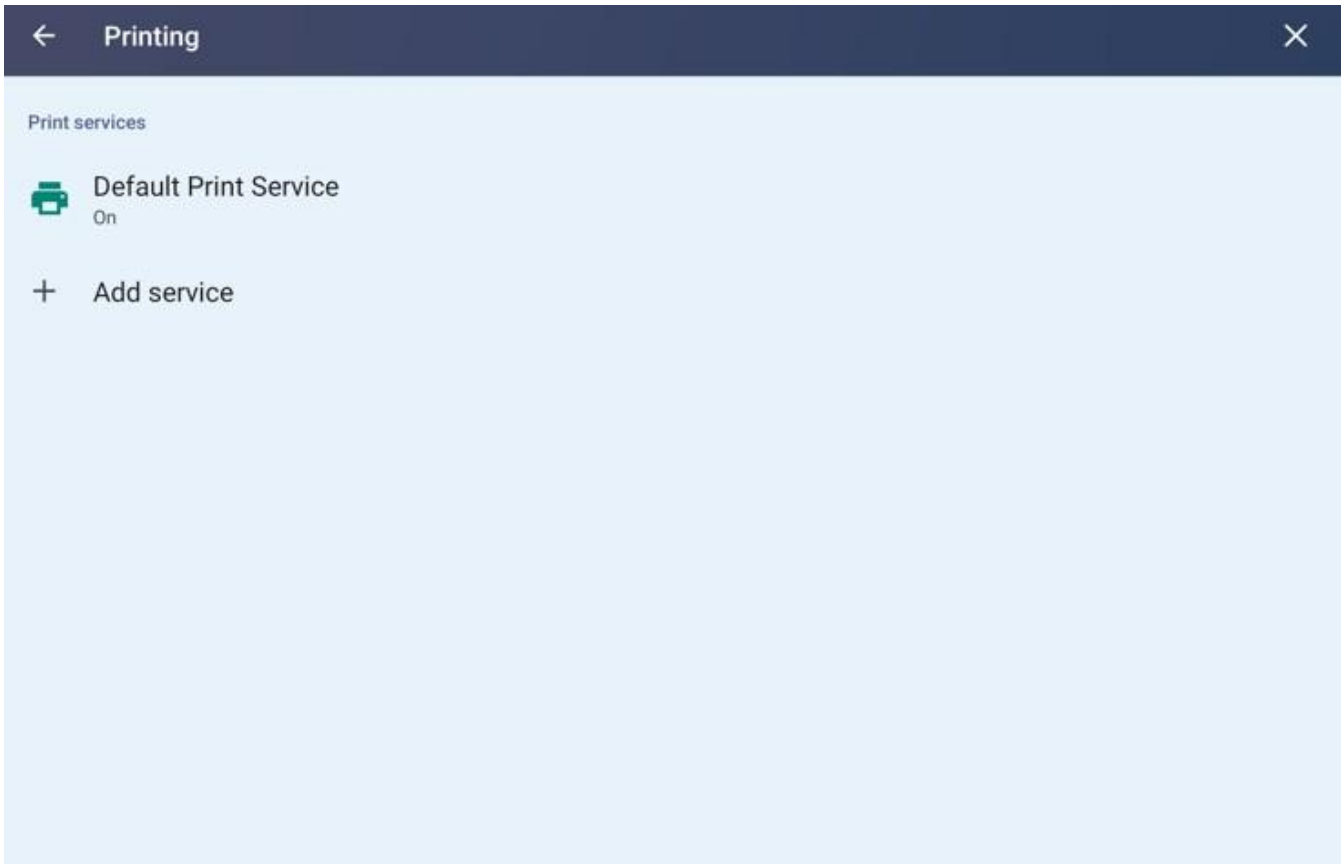 Printing
Print services
Default Print Service
On
Add service